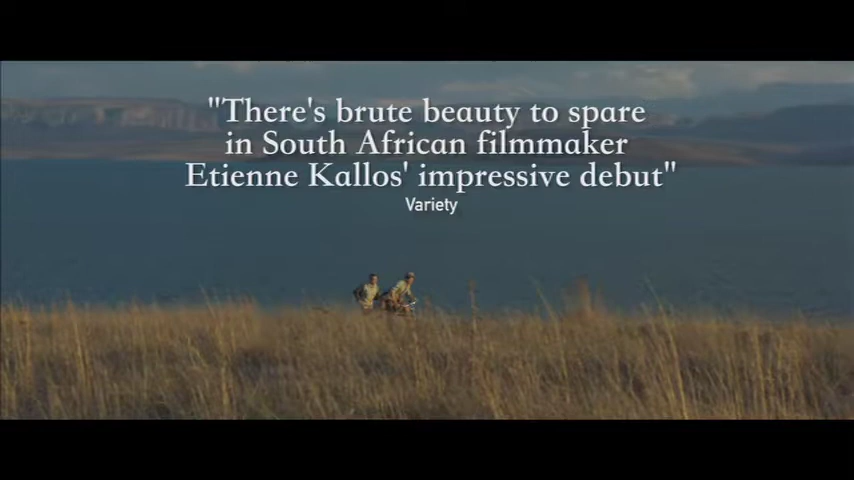 "There's brute beauty to spare
in South African filmmaker
Etienne Kallos' impressive debut"
Variety